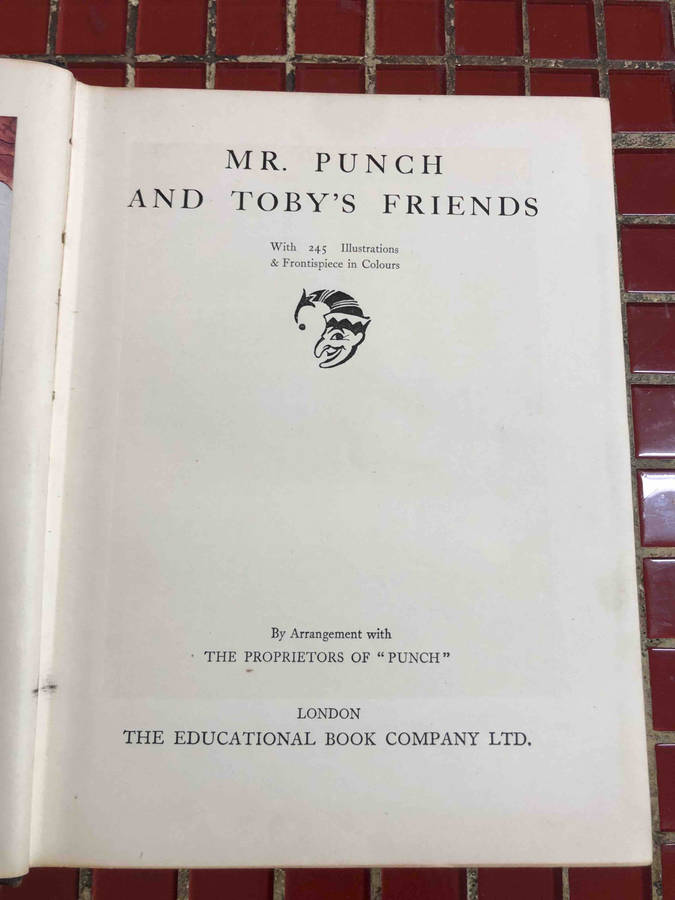 MR. PUNCH
AND TOBY'S FRIENDS
With 245 Illustrations
& Frontispiece in Colours
By Arrangement with
THE PROPRIETORS OF "PUNCH"
LONDON
THE EDUCATIONAL BOOK COMPANY LTD.